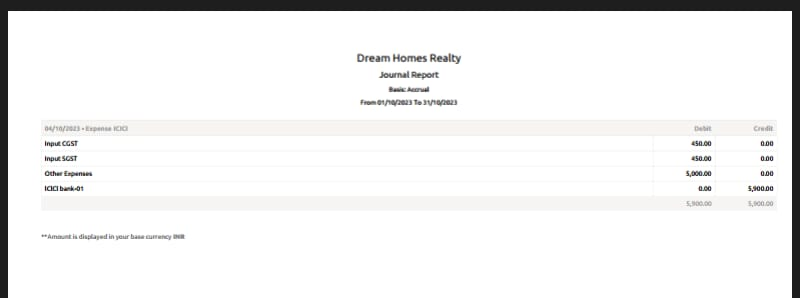 Dream Homes Realty
Journal Report
Basis: Accrual
From 01/10/2023 To 31/10/2023
04/10/2023 • Expense ICICI Debit Credit
Input CGST 450.00 0.00
Input SGST 450.00 0.00
Other Expenses 5,000.00 0.00
ICICI bank-01 0.00 5,900.00
5,900.00 5,900.00
**Amount is displayed in your base currency INR